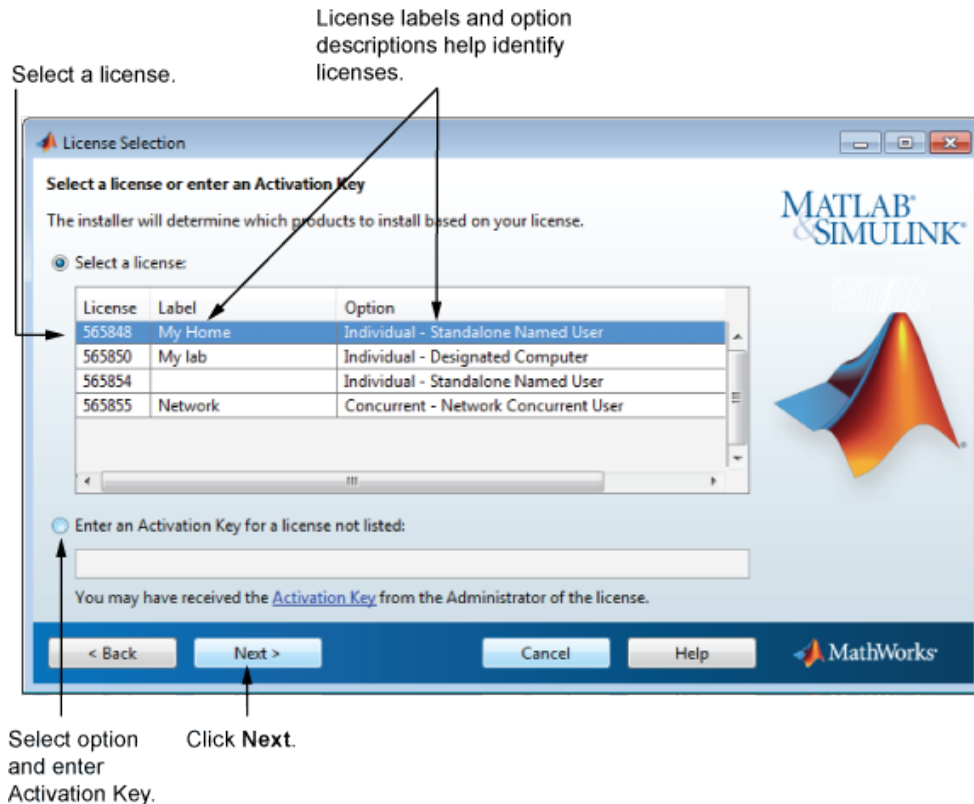 License labels and option
descriptions help identify
licenses.
Select a license.
License Selection
Select a license or enter an Activation Key
The installer will determine which products to install based on your license.
MATLAB®
&SIMULINK®
Select a license:
License Label Option
565848 My Home Individual - Standalone Named User
565850 My lab Individual - Designated Computer
565854 Individual - Standalone Named User
565855 Network Concurrent - Network Concurrent User
Enter an Activation Key for a license not listed:
You may have received the Activation Key from the Administrator of the license.
< Back Next > Cancel Help MathWorks®
Select option
and enter
Activation Key.
Click Next.